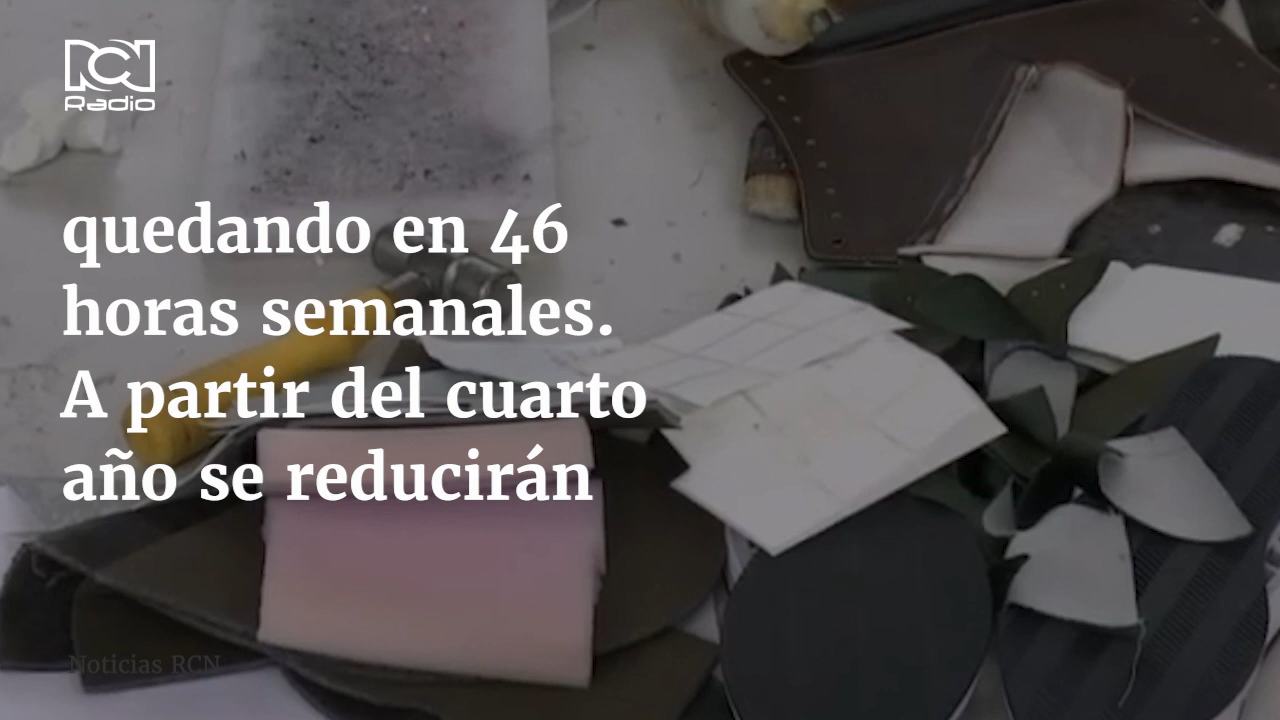 RCN
Radio
quedando en 46
horas semanales.
A partir del cuarto
año se reducirán
Noticias RCN